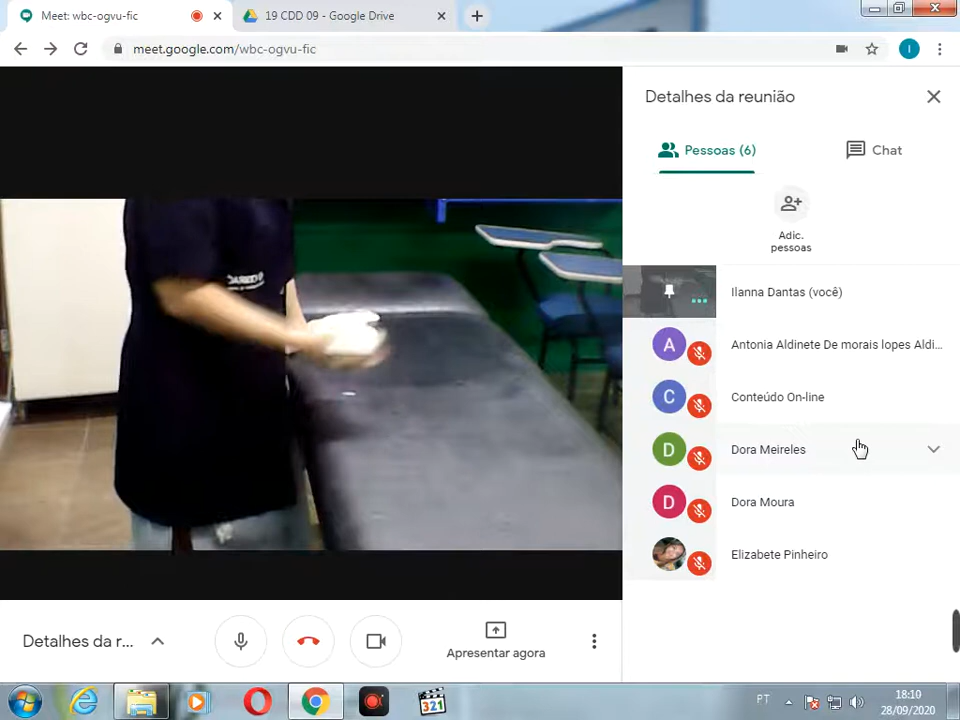 Meet: wbc-ogvu-fic
19 CDD 09 - Google Drive
meet.google.com/wbc-ogvu-fic
I
Detalhes da reunião
Pessoas (6)
Chat
Adic.
pessoas
Ilanna Dantas (você)
A
Antonia Aldinete De morais lopes Aldi...
C
Conteúdo On-line
D
Dora Meireles
D
Dora Moura
Elizabete Pinheiro
Detalhes da r...
Apresentar agora
321
PT
18:10
28/09/2020